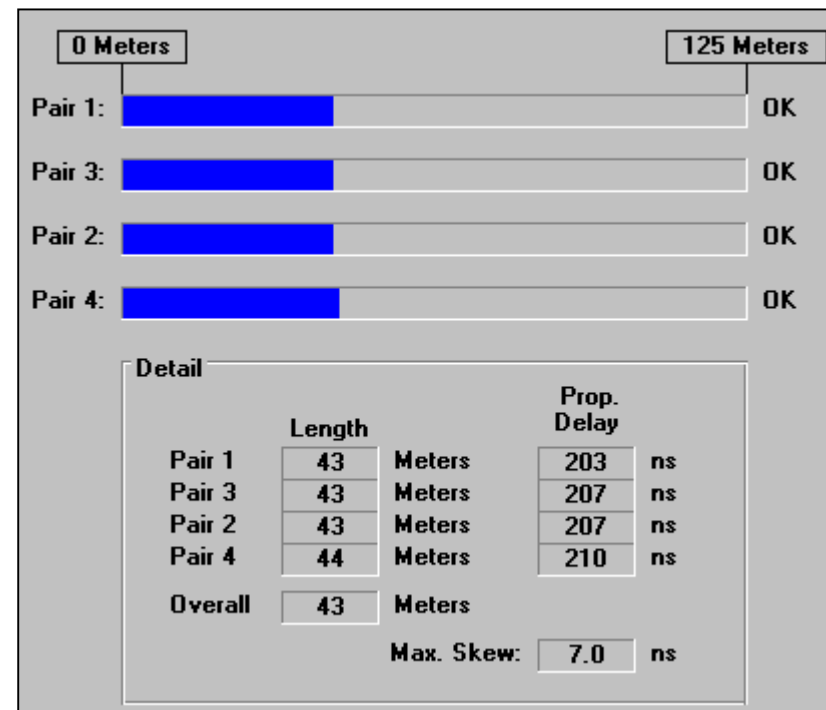 0 Meters 125 Meters
Pair 1: OK
Pair 3: OK
Pair 2: OK
Pair 4: OK
Detail
Length Prop. Delay
Pair 1 43 Meters 203 ns
Pair 3 43 Meters 207 ns
Pair 2 43 Meters 207 ns
Pair 4 44 Meters 210 ns
Overall 43 Meters
Max. Skew: 7.0 ns